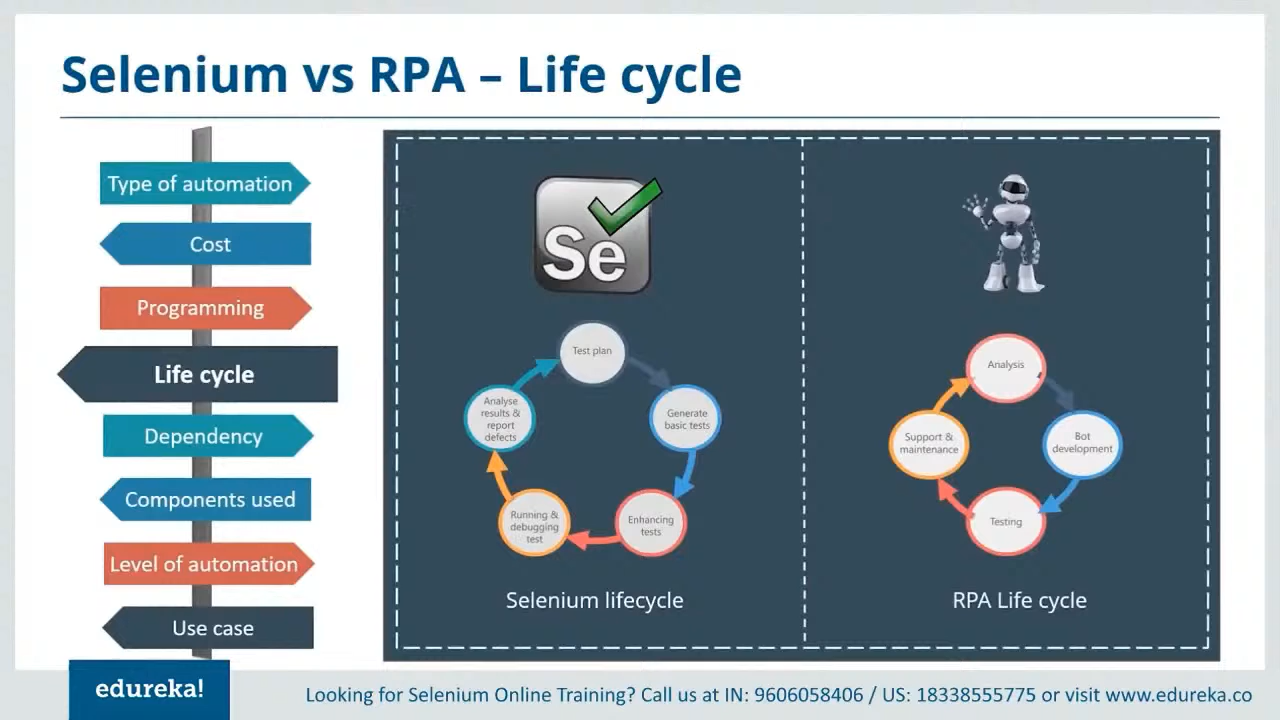 Selenium vs RPA – Life cycle
Type of automation
Cost
Programming
Life cycle
Dependency
Components used
Level of automation
Use case
Se
Test plan
Generate
basic tests
Enhancing
tests
Running &
debugging
test
Analyse
results &
report
defects
Selenium lifecycle
Analysis
Bot
development
Testing
Support &
maintenance
RPA Life cycle
edureka!
Looking for Selenium Online Training? Call us at IN: 9606058406 / US: 18338555775 or visit www.edureka.co